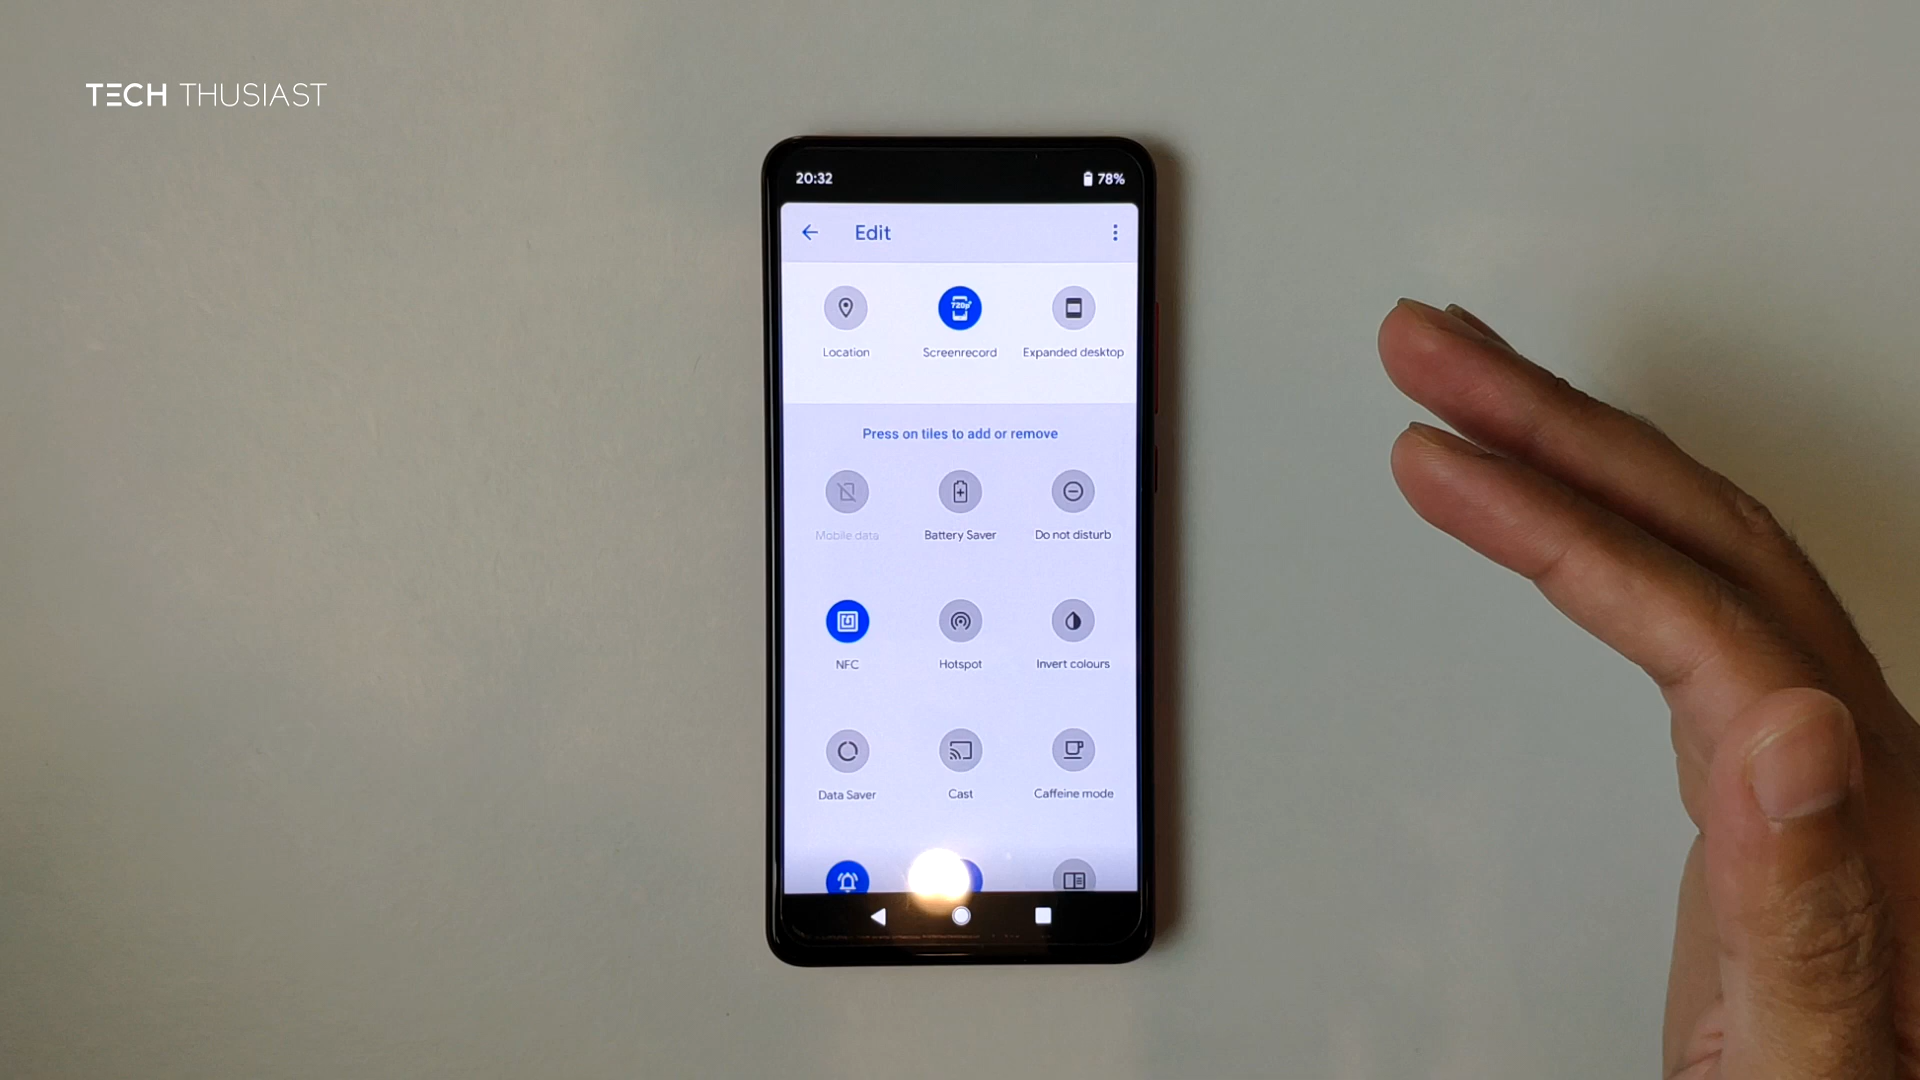 TECH THUSIAST
20:32 78%
Edit
720p
Location Screenrecord Expanded desktop
Press on tiles to add or remove
Mobile data Battery Saver Do not disturb
NFC Hotspot Invert colours
Data Saver Cast Caffeine mode